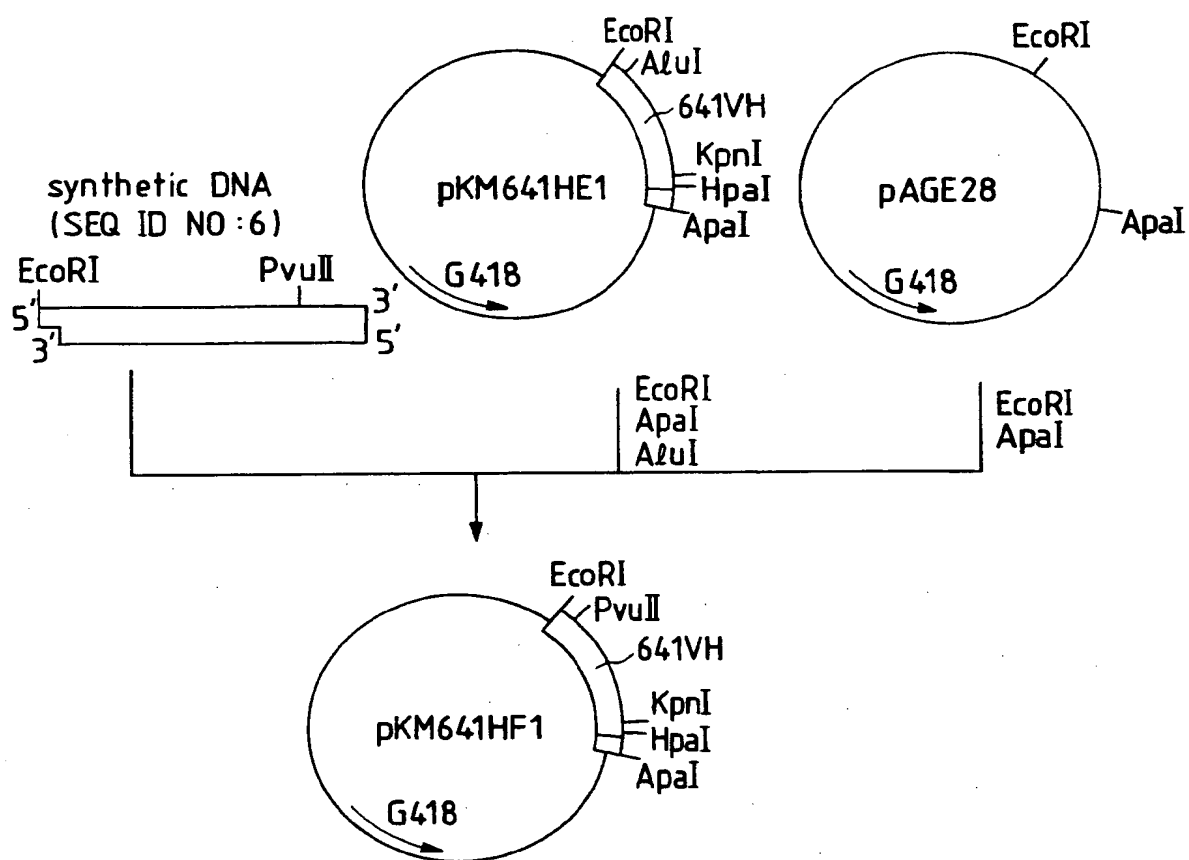 synthetic DNA
(SEQ ID NO:6)
EcoRI
PvuII
5'
3'
3'
5'
EcoRI
AluI
641VH
KpnI
HpaI
ApaI
pKM641HE1
G418
EcoRI
pAGE28
ApaI
G418
EcoRI
ApaI
AluI
EcoRI
ApaI
EcoRI
PvuII
641VH
KpnI
HpaI
ApaI
pKM641HF1
G418